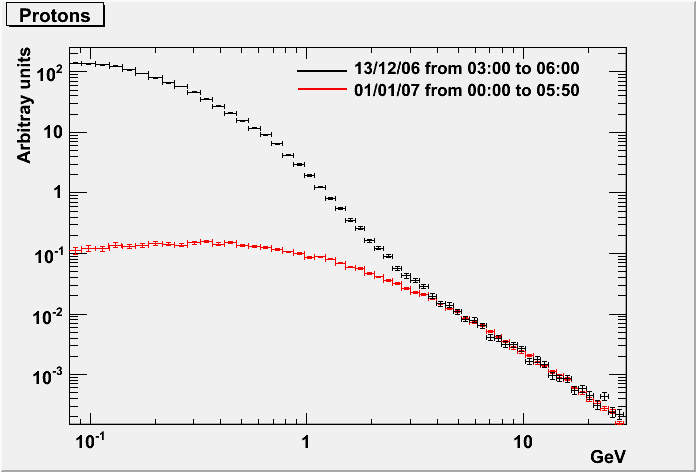 Protons
Arbitray units
13/12/06 from 03:00 to 06:00
01/01/07 from 00:00 to 05:50
10²
10
1
10⁻¹
10⁻²
10⁻³
10⁻¹ 1 10
GeV